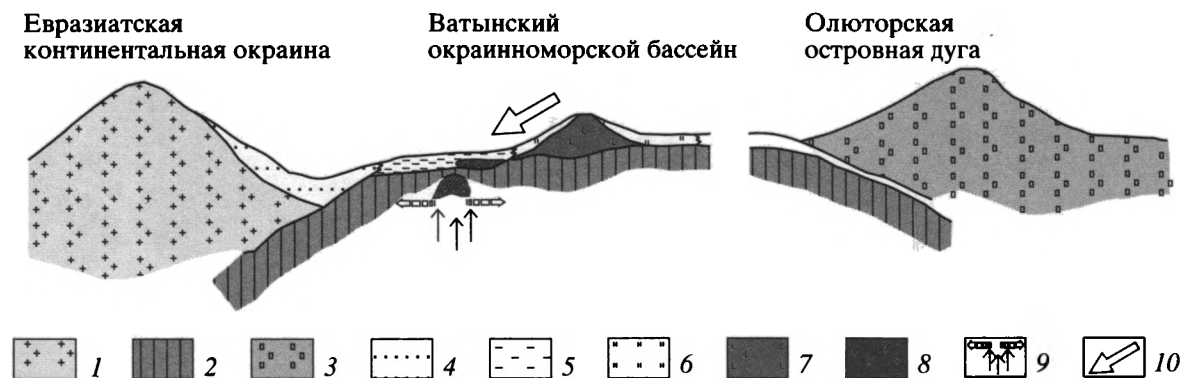 Евразиатская
континентальная окраина
Ватынский
окраинноморской бассейн
Олюторская
островная дуга
1 2 3 4 5 6 7 8 9 10